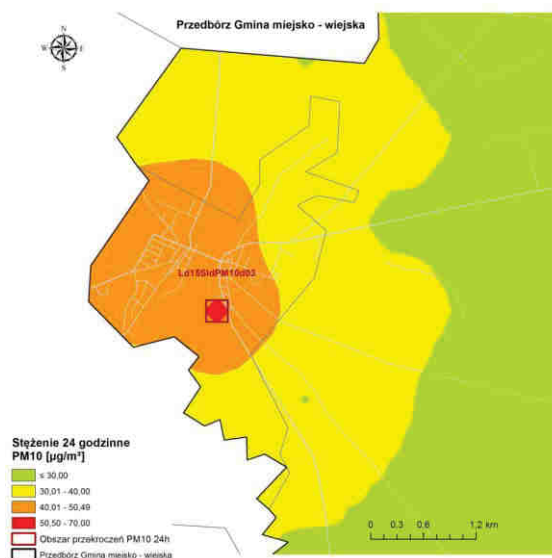 Przedbórz Gmina miejsko - wiejska
N
W
E
S
Ld15SldPM10d03
Stężenie 24 godzinne
PM10 [µg/m³]
≤ 30,00
30,01 - 40,00
40,01 - 50,49
50,50 - 70,00
Obszar przekroczeń PM10 24h
Przedbórz Gmina miejsko - wiejska
0 0,3 0,6 1,2 km